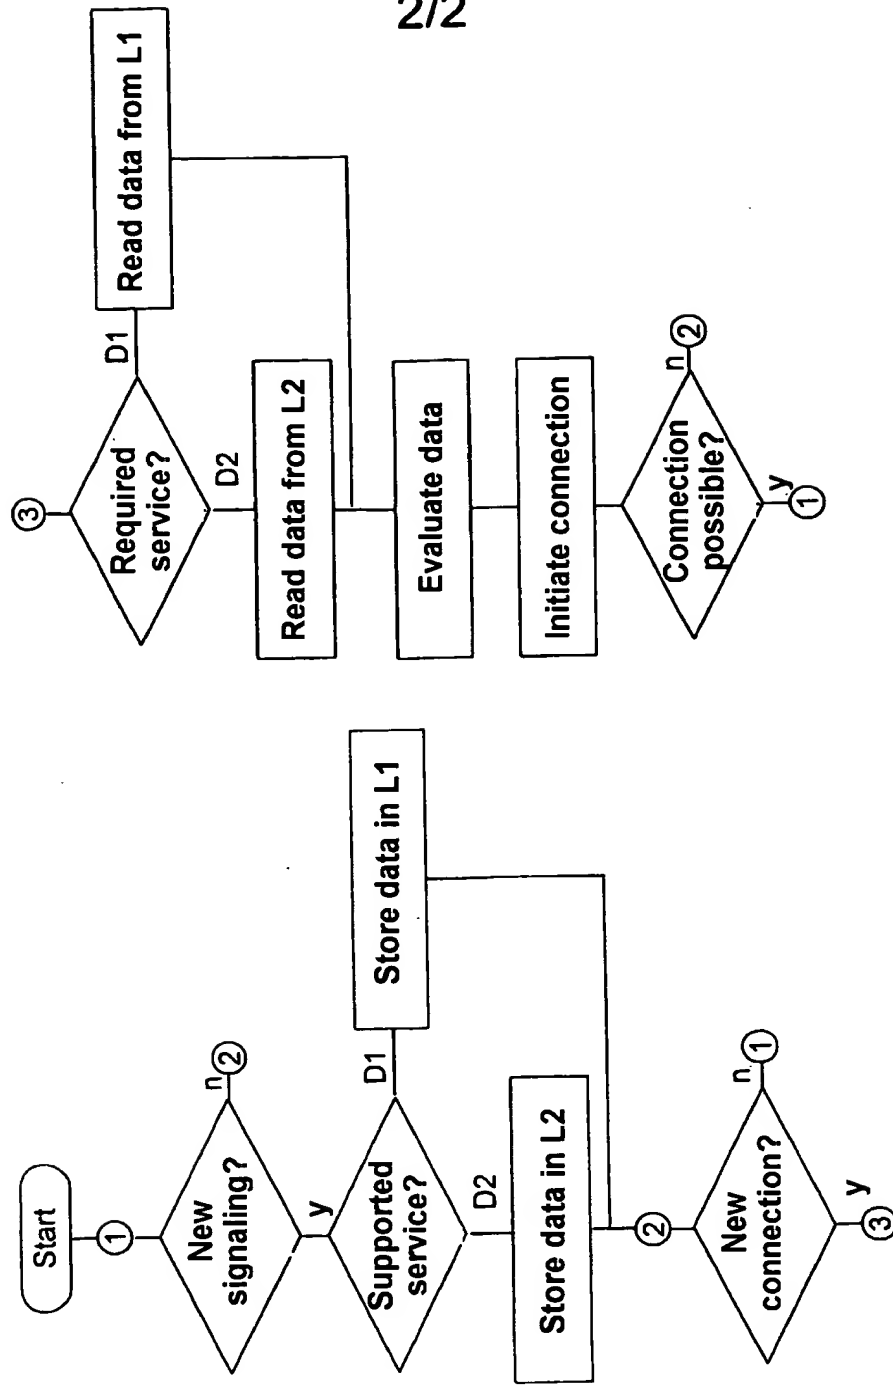 2/2
Start
1
New
signaling?
n
2
y
Supported
service?
D1
Store data in L1
D2
Store data in L2
2
New
connection?
n
1
y
3
3
Required
service?
D1
Read data from L1
D2
Read data from L2
Evaluate data
Initiate connection
Connection
possible?
n
2
y
1